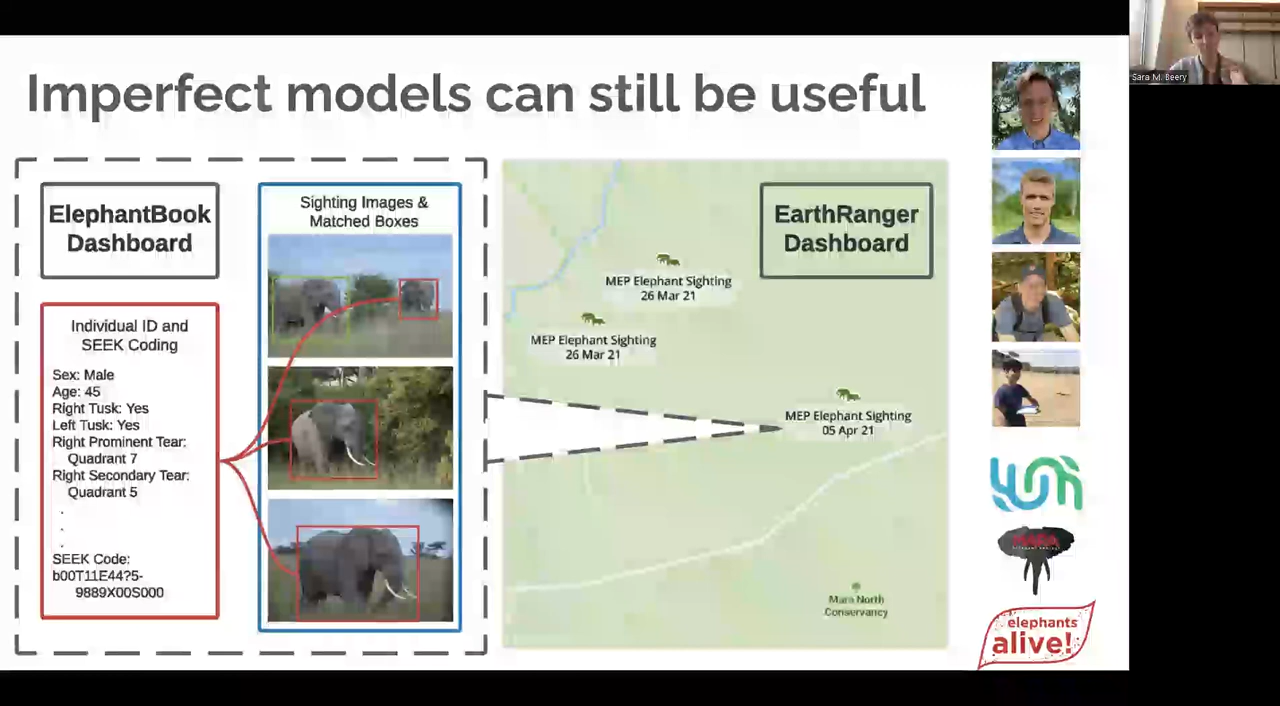 Imperfect models can still be useful
Sara M. Beery
ElephantBook
Dashboard
Sighting Images &
Matched Boxes
Individual ID and
SEEK Coding
Sex: Male
Age: 45
Right Tusk: Yes
Left Tusk: Yes
Right Prominent Tear:
Quadrant 7
Right Secondary Tear:
Quadrant 5
.
.
.
SEEK Code:
b00T11E44?5-
9889X00S000
EarthRanger
Dashboard
MEP Elephant Sighting
26 Mar 21
MEP Elephant Sighting
26 Mar 21
MEP Elephant Sighting
05 Apr 21
Mara North
Conservancy
elephants
alive!